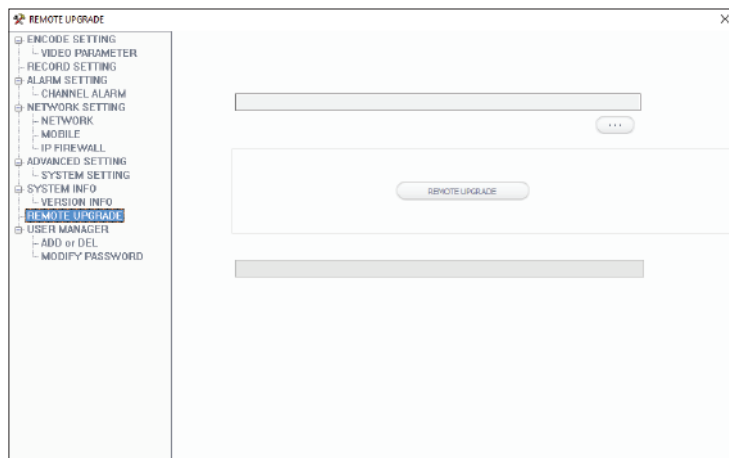 REMOTE UPGRADE
ENCODE SETTING
VIDEO PARAMETER
RECORD SETTING
ALARM SETTING
CHANNEL ALARM
NETWORK SETTING
NETWORK
MOBILE
IP FIREWALL
ADVANCED SETTING
SYSTEM SETTING
SYSTEM INFO
VERSION INFO
REMOTE UPGRADE
USER MANAGER
ADD or DEL
MODIFY PASSWORD
...
REMOTE UPGRADE